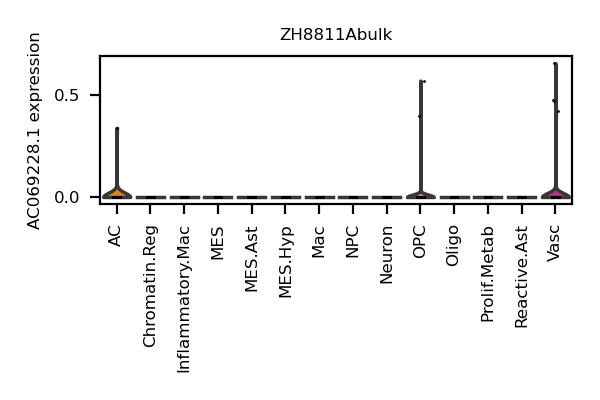 ZH8811Abulk
AC069228.1 expression
0.5
0.0
AC
Chromatin.Reg
Inflammatory.Mac
MES
MES.Ast
MES.Hyp
Mac
NPC
Neuron
OPC
Oligo
Prolif.Metab
Reactive.Ast
Vasc